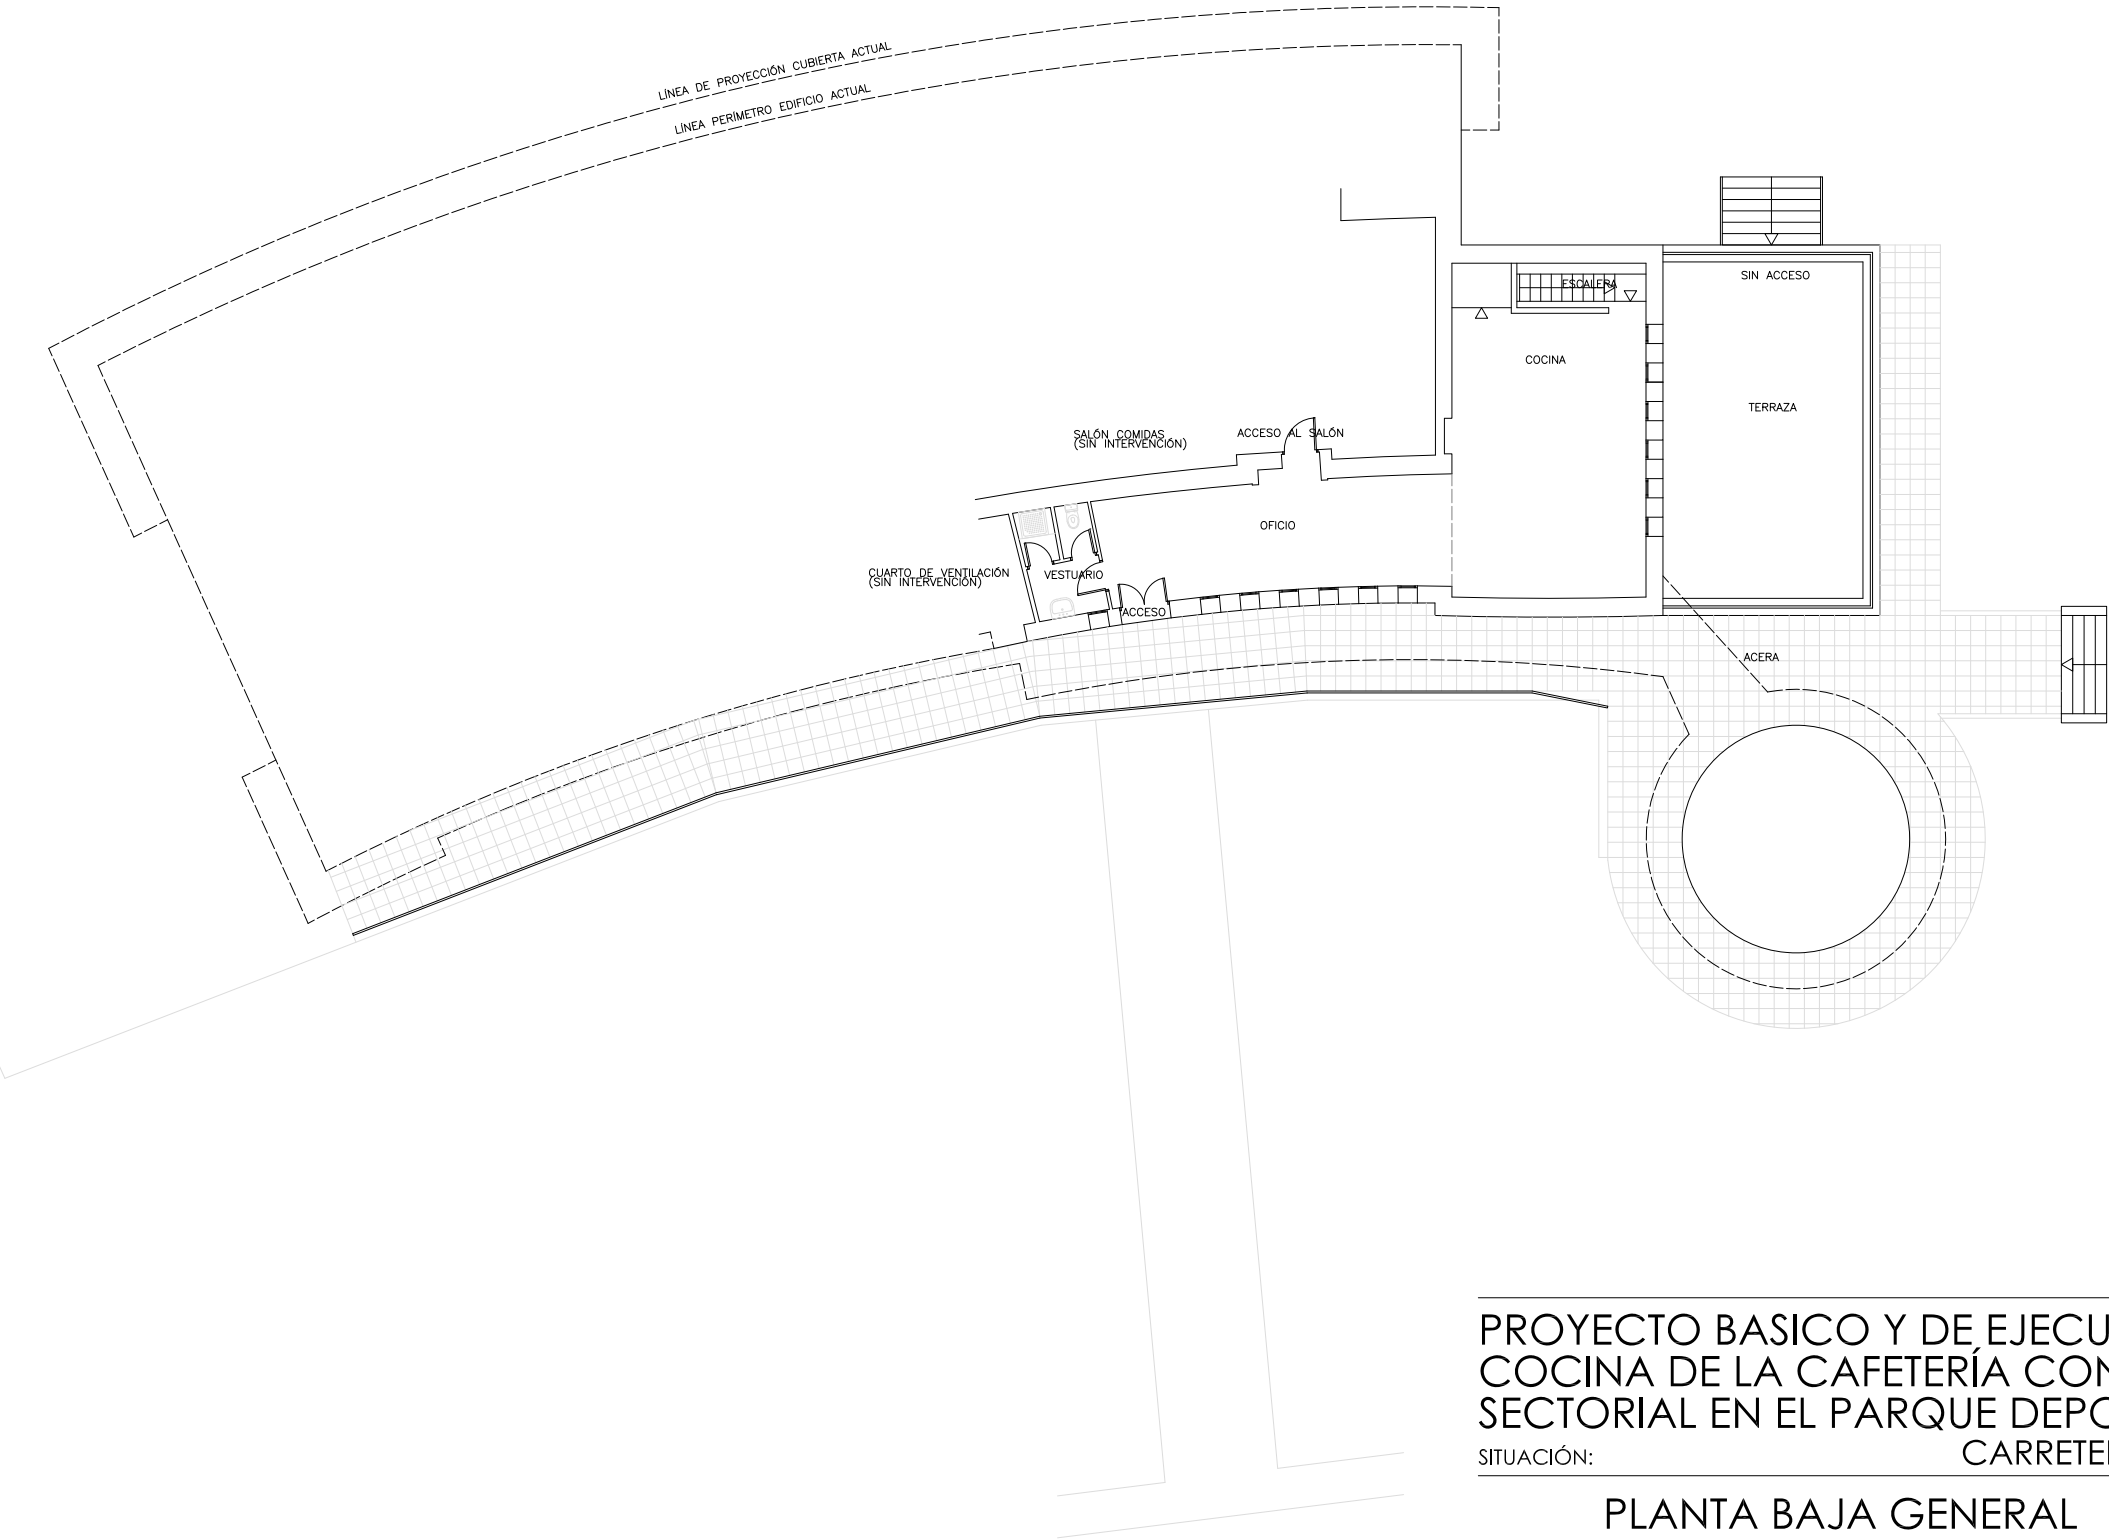 LÍNEA DE PROYECCIÓN CUBIERTA ACTUAL
LÍNEA PERÍMETRO EDIFICIO ACTUAL
SIN ACCESO
ESCALERA
COCINA
TERRAZA
SALÓN COMIDAS
(SIN INTERVENCIÓN)
ACCESO AL SALÓN
OFICIO
CUARTO DE VENTILACIÓN
(SIN INTERVENCIÓN)
VESTUARIO
ACCESO
ACERA
PROYECTO BASICO Y DE EJECU
COCINA DE LA CAFETERÍA CON
SECTORIAL EN EL PARQUE DEPO
SITUACIÓN: CARRETE
PLANTA BAJA GENERAL